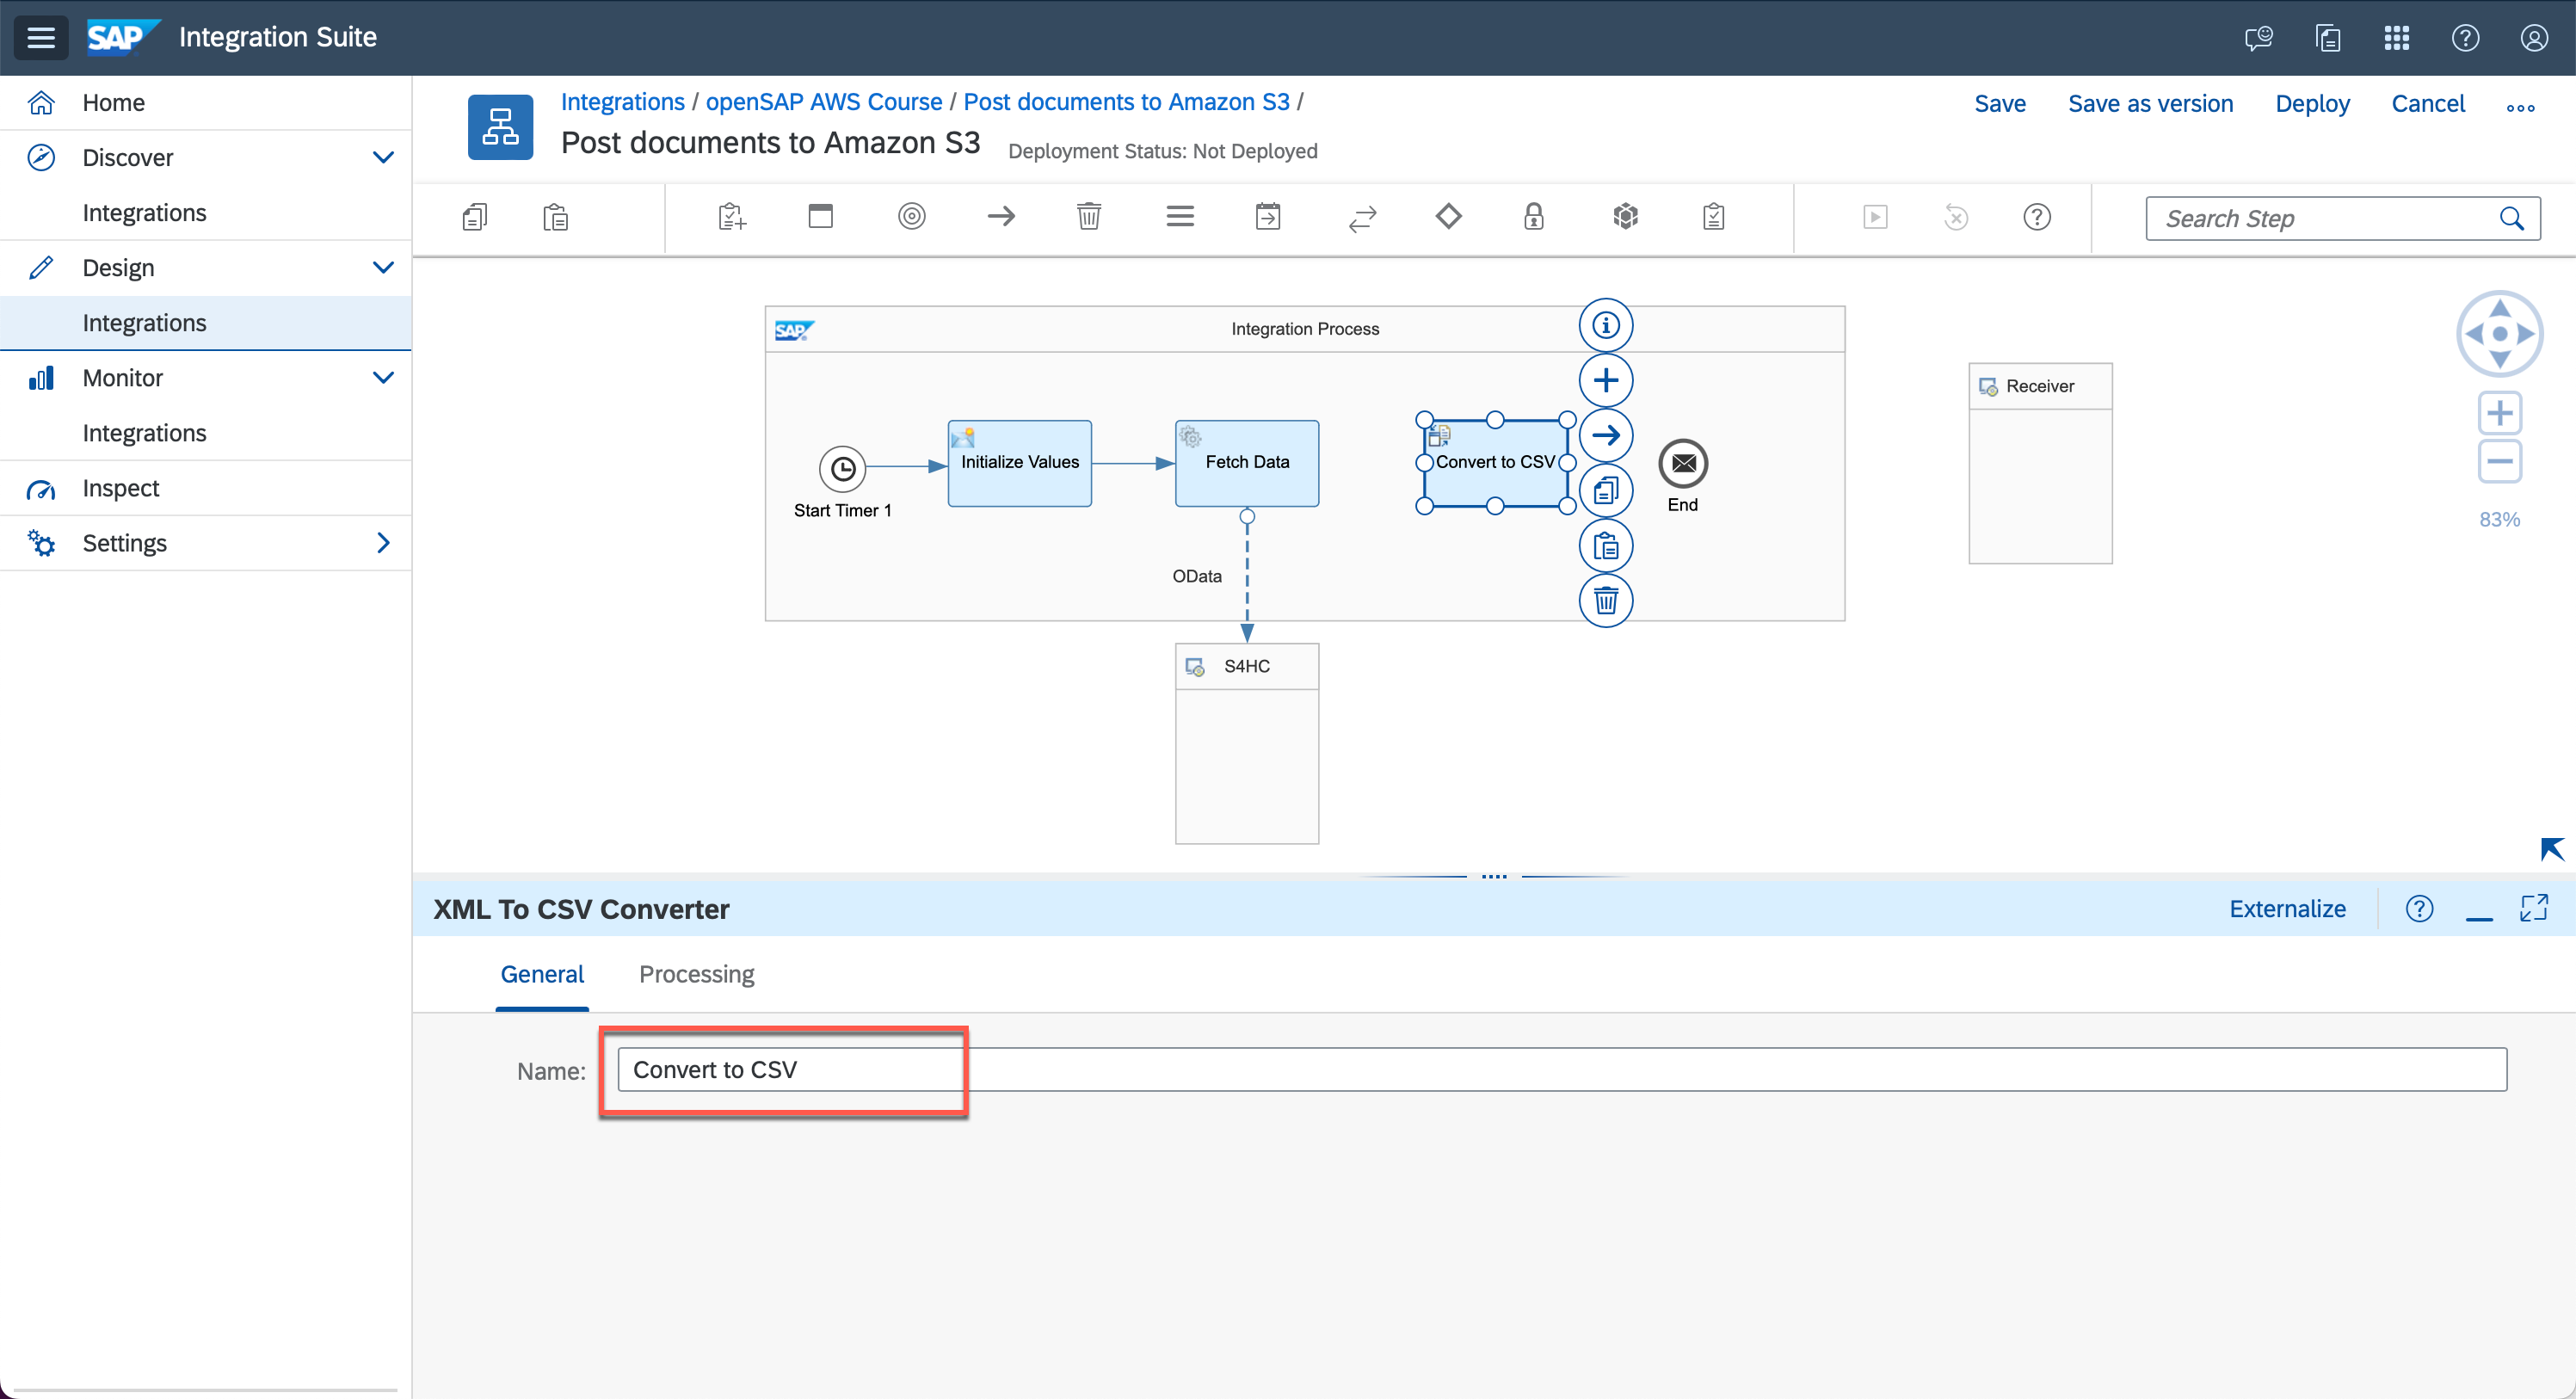 SAP Integration Suite
Home
Discover
Integrations
Design
Integrations
Monitor
Integrations
Inspect
Settings
Integrations / openSAP AWS Course / Post documents to Amazon S3 /
Post documents to Amazon S3 Deployment Status: Not Deployed
Save Save as version Deploy Cancel
Search Step
SAP Integration Process
Start Timer 1
Initialize Values
Fetch Data
Convert to CSV
End
Receiver
OData
S4HC
83%
XML To CSV Converter
Externalize
General Processing
Name: Convert to CSV